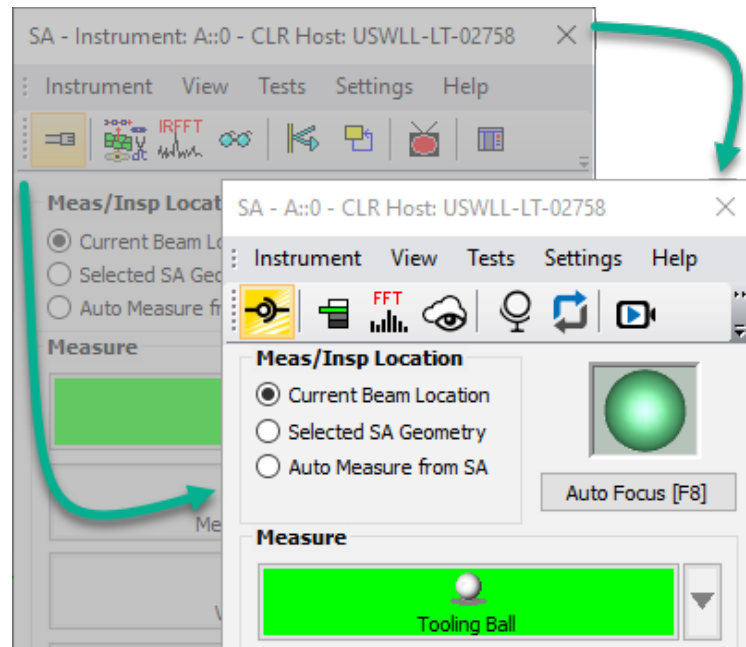 SA - Instrument: A::0 - CLR Host: USWLL-LT-02758
Instrument View Tests Settings Help
IRFFT
Meas/Insp Locat
Current Beam Lo
Selected SA Geo
Auto Measure fr
Measure
Me
V
SA - A::0 - CLR Host: USWLL-LT-02758
Instrument View Tests Settings Help
FFT
Meas/Insp Location
Current Beam Location
Selected SA Geometry
Auto Measure from SA
Auto Focus [F8]
Measure
Tooling Ball